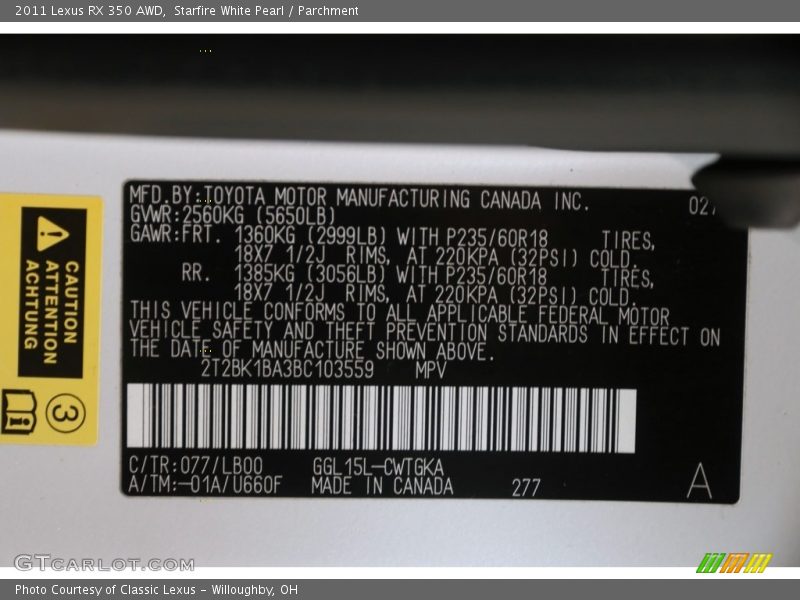 2011 Lexus RX 350 AWD, Starfire White Pearl / Parchment
MFD.BY:TOYOTA MOTOR MANUFACTURING CANADA INC.
GVWR:2560KG (5650LB)
GAWR:FRT. 1360KG (2999LB) WITH P235/60R18 TIRES,
18X7 1/2J RIMS, AT 220KPA (32PSI) COLD.
RR. 1385KG (3056LB) WITH P235/60R18 TIRES,
18X7 1/2J RIMS, AT 220KPA (32PSI) COLD.
THIS VEHICLE CONFORMS TO ALL APPLICABLE FEDERAL MOTOR
VEHICLE SAFETY AND THEFT PREVENTION STANDARDS IN EFFECT ON
THE DATE OF MANUFACTURE SHOWN ABOVE.
2T2BK1BA3BC103559 MPV
C/TR:077/LB00 GGL15L-CWTGKA
A/TM:-01A/U660F MADE IN CANADA 277 A
CAUTION
ATTENTION
ACHTUNG
3
GTCARLOT.COM
Photo Courtesy of Classic Lexus - Willoughby, OH